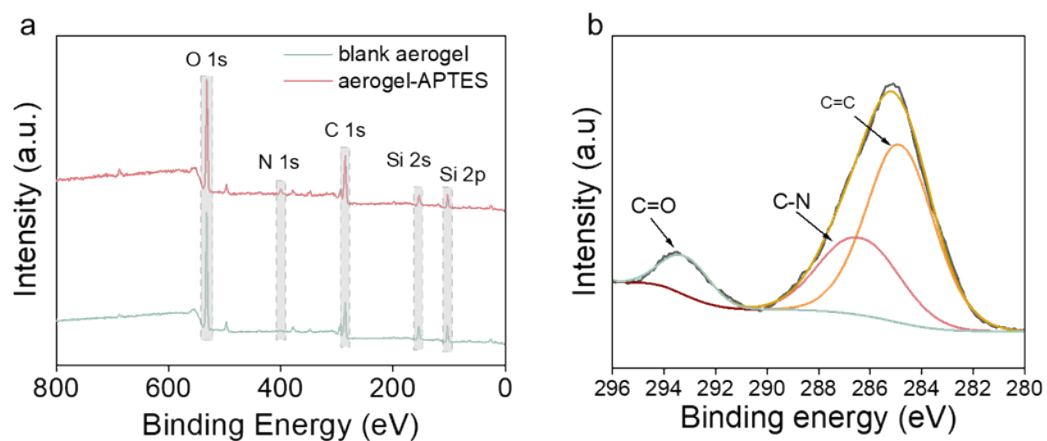 a
blank aerogel
aerogel-APTES
O 1s
N 1s
C 1s
Si 2s
Si 2p
Intensity (a.u.)
800 600 400 200 0
Binding Energy (eV)
b
C=O
C-N
C=C
Intensity (a.u)
296 294 292 290 288 286 284 282 280
Binding energy (eV)